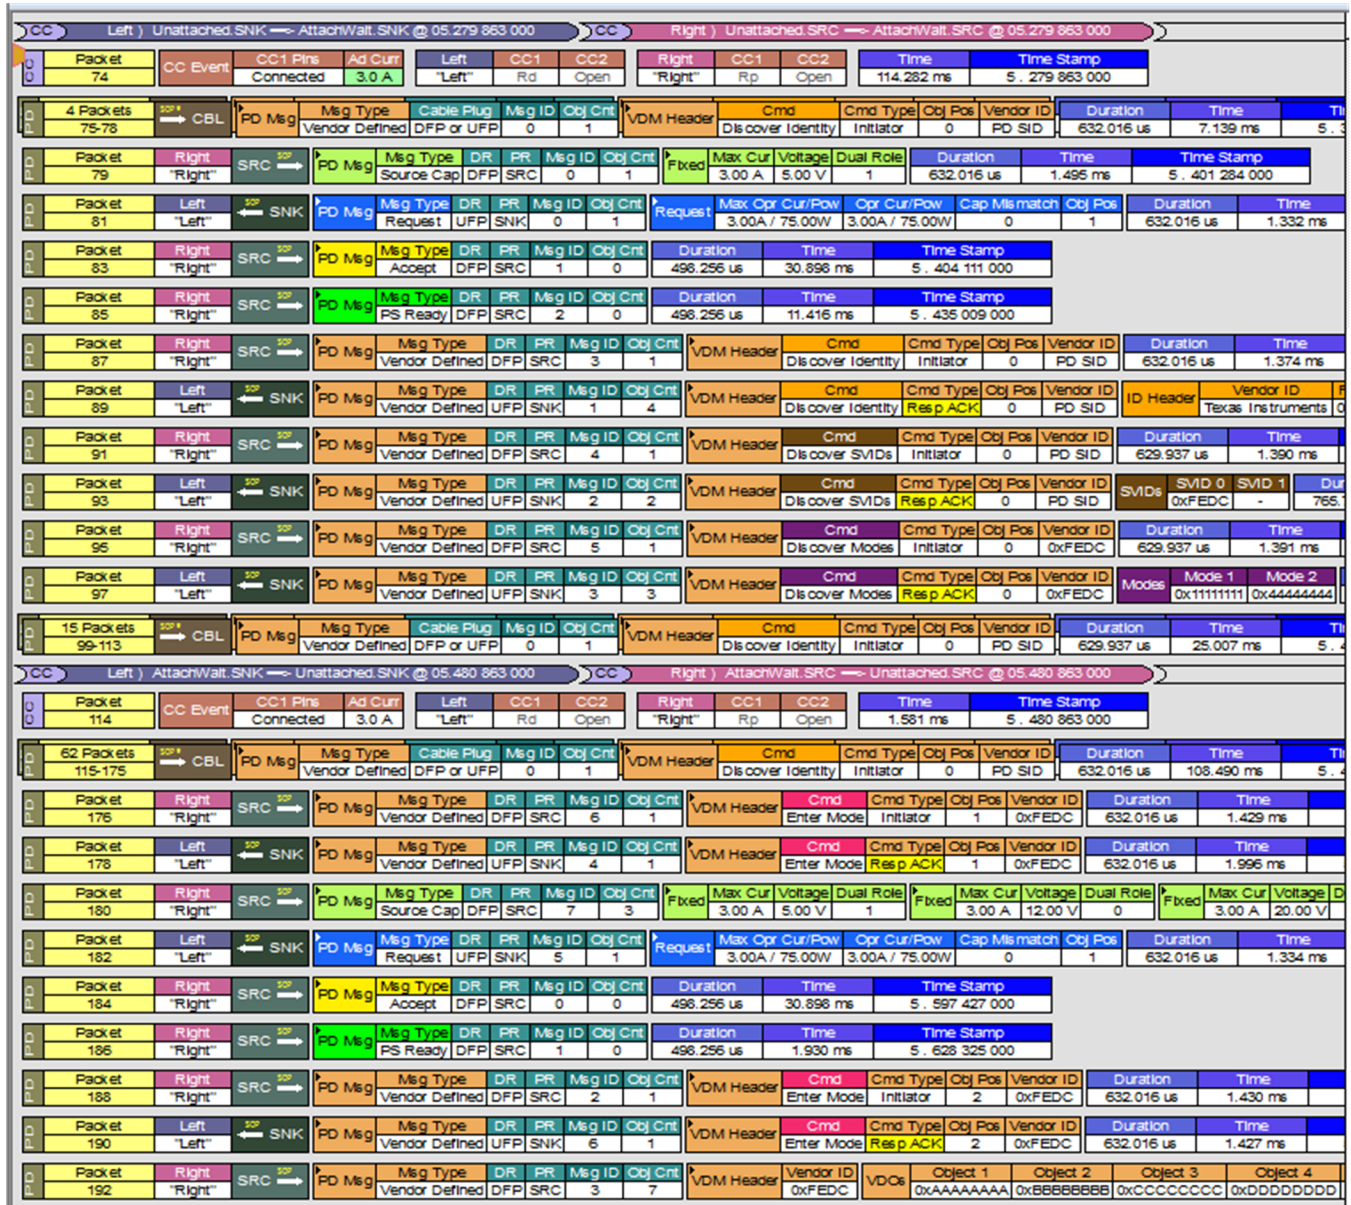 CC Left ) Unattached.SNK —> AttachWait.SNK @ 05.279 863 000 CC Right ) Unattached.SRC —> AttachWait.SRC @ 05.279 863 000
CC Packet CC Event CC1 Pins Ad Curr Left CC1 CC2 Right CC1 CC2 Time Time Stamp
74 Connected 3.0 A "Left" Rd Open "Right" Rp Open 114.282 ms 5 . 279 863 000
PD 4 Packets SOP' CBL PD Msg Msg Type Cable Plug Msg ID Obj Cnt VDM Header Cmd Cmd Type Obj Pos Vendor ID Duration Time
75-78 Vendor Defined DFP or UFP 0 1 Discover Identity Initiator 0 PD SID 632.016 us 7.139 ms
PD Packet Right SRC SOP PD Msg Msg Type DR PR Msg ID Obj Cnt Fixed Max Cur Voltage Dual Role Duration Time Time Stamp
79 "Right" Source Cap DFP SRC 0 1 3.00 A 5.00 V 1 632.016 us 1.495 ms 5 . 401 284 000
PD Packet Left SOP SNK PD Msg Msg Type DR PR Msg ID Obj Cnt Request Max Opr Cur/Pow Opr Cur/Pow Cap Mismatch Obj Pos Duration Time
81 "Left" Request UFP SNK 0 1 3.00A / 75.00W 3.00A / 75.00W 0 1 632.016 us 1.332 ms
PD Packet Right SRC SOP PD Msg Msg Type DR PR Msg ID Obj Cnt Duration Time Time Stamp
83 "Right" Accept DFP SRC 1 0 498.256 us 30.898 ms 5 . 404 111 000
PD Packet Right SRC SOP PD Msg Msg Type DR PR Msg ID Obj Cnt Duration Time Time Stamp
85 "Right" PS Ready DFP SRC 2 0 498.256 us 11.416 ms 5 . 435 009 000
PD Packet Right SRC SOP PD Msg Msg Type DR PR Msg ID Obj Cnt VDM Header Cmd Cmd Type Obj Pos Vendor ID Duration Time
87 "Right" Vendor Defined DFP SRC 3 1 Discover Identity Initiator 0 PD SID 632.016 us 1.374 ms
PD Packet Left SOP SNK PD Msg Msg Type DR PR Msg ID Obj Cnt VDM Header Cmd Cmd Type Obj Pos Vendor ID ID Header Vendor ID
89 "Left" Vendor Defined UFP SNK 1 4 Discover Identity Resp ACK 0 PD SID Texas Instruments
PD Packet Right SRC SOP PD Msg Msg Type DR PR Msg ID Obj Cnt VDM Header Cmd Cmd Type Obj Pos Vendor ID Duration Time
91 "Right" Vendor Defined DFP SRC 4 1 Discover SVIDs Initiator 0 PD SID 629.937 us 1.390 ms
PD Packet Left SOP SNK PD Msg Msg Type DR PR Msg ID Obj Cnt VDM Header Cmd Cmd Type Obj Pos Vendor ID SVIDs SVID 0 SVID 1
93 "Left" Vendor Defined UFP SNK 2 2 Discover SVIDs Resp ACK 0 PD SID 0xFEDC -
PD Packet Right SRC SOP PD Msg Msg Type DR PR Msg ID Obj Cnt VDM Header Cmd Cmd Type Obj Pos Vendor ID Duration Time
95 "Right" Vendor Defined DFP SRC 5 1 Discover Modes Initiator 0 0xFEDC 629.937 us 1.391 ms
PD Packet Left SOP SNK PD Msg Msg Type DR PR Msg ID Obj Cnt VDM Header Cmd Cmd Type Obj Pos Vendor ID Modes Mode 1 Mode 2
97 "Left" Vendor Defined UFP SNK 3 3 Discover Modes Resp ACK 0 0xFEDC 0x11111111 0x44444444
PD 15 Packets SOP' CBL PD Msg Msg Type Cable Plug Msg ID Obj Cnt VDM Header Cmd Cmd Type Obj Pos Vendor ID Duration Time
99-113 Vendor Defined DFP or UFP 0 1 Discover Identity Initiator 0 PD SID 629.937 us 25.007 ms
CC Left ) AttachWait.SNK —> Unattached.SNK @ 05.480 863 000 CC Right ) AttachWait.SRC —> Unattached.SRC @ 05.480 863 000
CC Packet CC Event CC1 Pins Ad Curr Left CC1 CC2 Right CC1 CC2 Time Time Stamp
114 Connected 3.0 A "Left" Rd Open "Right" Rp Open 1.581 ms 5 . 480 863 000
PD 62 Packets SOP' CBL PD Msg Msg Type Cable Plug Msg ID Obj Cnt VDM Header Cmd Cmd Type Obj Pos Vendor ID Duration Time
115-175 Vendor Defined DFP or UFP 0 1 Discover Identity Initiator 0 PD SID 632.016 us 108.490 ms
PD Packet Right SRC SOP PD Msg Msg Type DR PR Msg ID Obj Cnt VDM Header Cmd Cmd Type Obj Pos Vendor ID Duration Time
176 "Right" Vendor Defined DFP SRC 6 1 Enter Mode Initiator 1 0xFEDC 632.016 us 1.429 ms
PD Packet Left SOP SNK PD Msg Msg Type DR PR Msg ID Obj Cnt VDM Header Cmd Cmd Type Obj Pos Vendor ID Duration Time
178 "Left" Vendor Defined UFP SNK 4 1 Enter Mode Resp ACK 1 0xFEDC 632.016 us 1.996 ms
PD Packet Right SRC SOP PD Msg Msg Type DR PR Msg ID Obj Cnt Fixed Max Cur Voltage Dual Role Fixed Max Cur Voltage Dual Role Fixed Max Cur Voltage
180 "Right" Source Cap DFP SRC 7 3 3.00 A 5.00 V 1 3.00 A 12.00 V 0 3.00 A 20.00 V
PD Packet Left SOP SNK PD Msg Msg Type DR PR Msg ID Obj Cnt Request Max Opr Cur/Pow Opr Cur/Pow Cap Mismatch Obj Pos Duration Time
182 "Left" Request UFP SNK 5 1 3.00A / 75.00W 3.00A / 75.00W 0 1 632.016 us 1.334 ms
PD Packet Right SRC SOP PD Msg Msg Type DR PR Msg ID Obj Cnt Duration Time Time Stamp
184 "Right" Accept DFP SRC 0 0 498.256 us 30.898 ms 5 . 597 427 000
PD Packet Right SRC SOP PD Msg Msg Type DR PR Msg ID Obj Cnt Duration Time Time Stamp
186 "Right" PS Ready DFP SRC 1 0 498.256 us 1.930 ms 5 . 628 325 000
PD Packet Right SRC SOP PD Msg Msg Type DR PR Msg ID Obj Cnt VDM Header Cmd Cmd Type Obj Pos Vendor ID Duration Time
188 "Right" Vendor Defined DFP SRC 2 1 Enter Mode Initiator 2 0xFEDC 632.016 us 1.430 ms
PD Packet Left SOP SNK PD Msg Msg Type DR PR Msg ID Obj Cnt VDM Header Cmd Cmd Type Obj Pos Vendor ID Duration Time
190 "Left" Vendor Defined UFP SNK 6 1 Enter Mode Resp ACK 2 0xFEDC 632.016 us 1.427 ms
PD Packet Right SRC SOP PD Msg Msg Type DR PR Msg ID Obj Cnt VDM Header Vendor ID VDOs Object 1 Object 2 Object 3 Object 4
192 "Right" Vendor Defined DFP SRC 3 7 0xFEDC 0xAAAAAAAA 0xBBBBBBBB 0xCCCCCCCC 0xDDDDDDDD